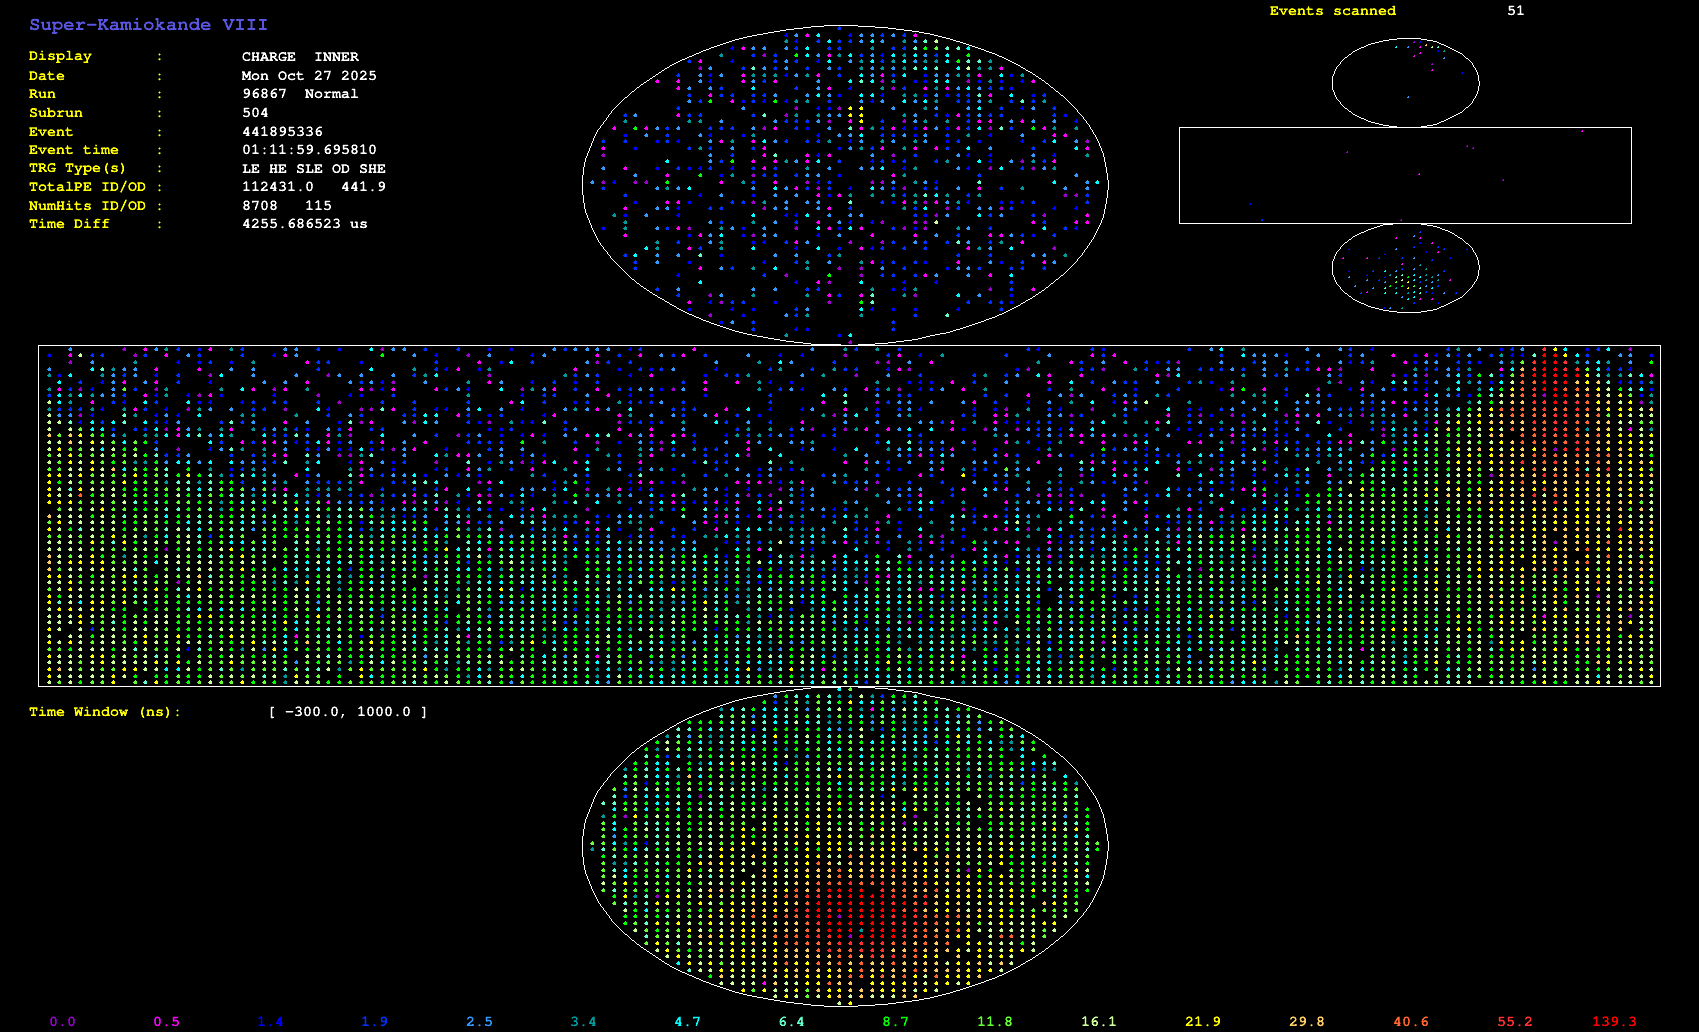 Super-Kamiokande VIII
Events scanned 51
Display : CHARGE INNER
Date : Mon Oct 27 2025
Run : 96867 Normal
Subrun : 504
Event : 441895336
Event time : 01:11:59.695810
TRG Type(s) : LE HE SLE OD SHE
TotalPE ID/OD : 112431.0 441.9
NumHits ID/OD : 8708 115
Time Diff : 4255.686523 us
Time Window (ns): [ -300.0, 1000.0 ]
0.0 0.5 1.4 1.9 2.5 3.4 4.7 6.4 8.7 11.8 16.1 21.9 29.8 40.6 55.2 139.3